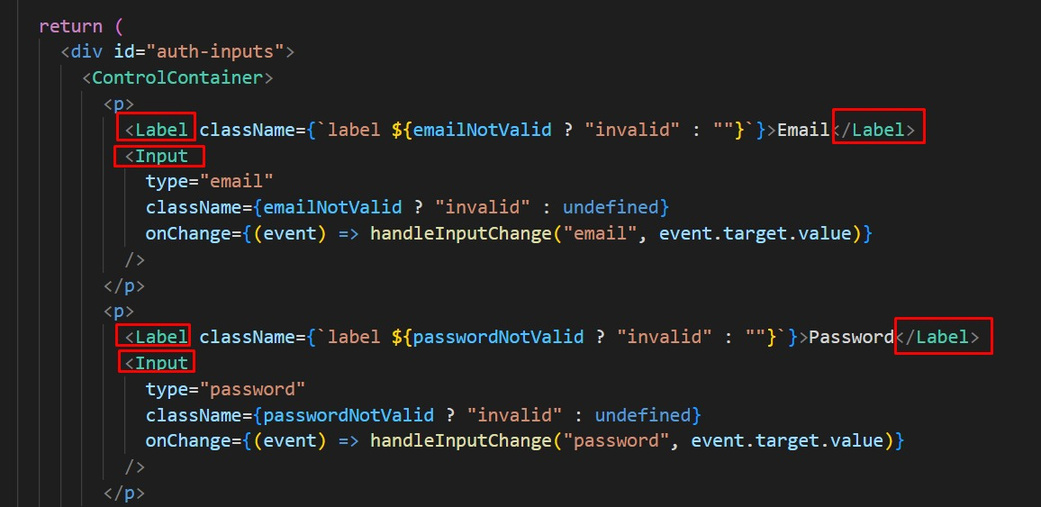 return (
<div id="auth-inputs">
<ControlContainer>
<p>
<Label className={`label ${emailNotValid ? "invalid" : ""}`}>Email</Label>
<Input
type="email"
className={emailNotValid ? "invalid" : undefined}
onChange={(event) => handleInputChange("email", event.target.value)}
/>
</p>
<p>
<Label className={`label ${passwordNotValid ? "invalid" : ""}`}>Password</Label>
<Input
type="password"
className={passwordNotValid ? "invalid" : undefined}
onChange={(event) => handleInputChange("password", event.target.value)}
/>
</p>